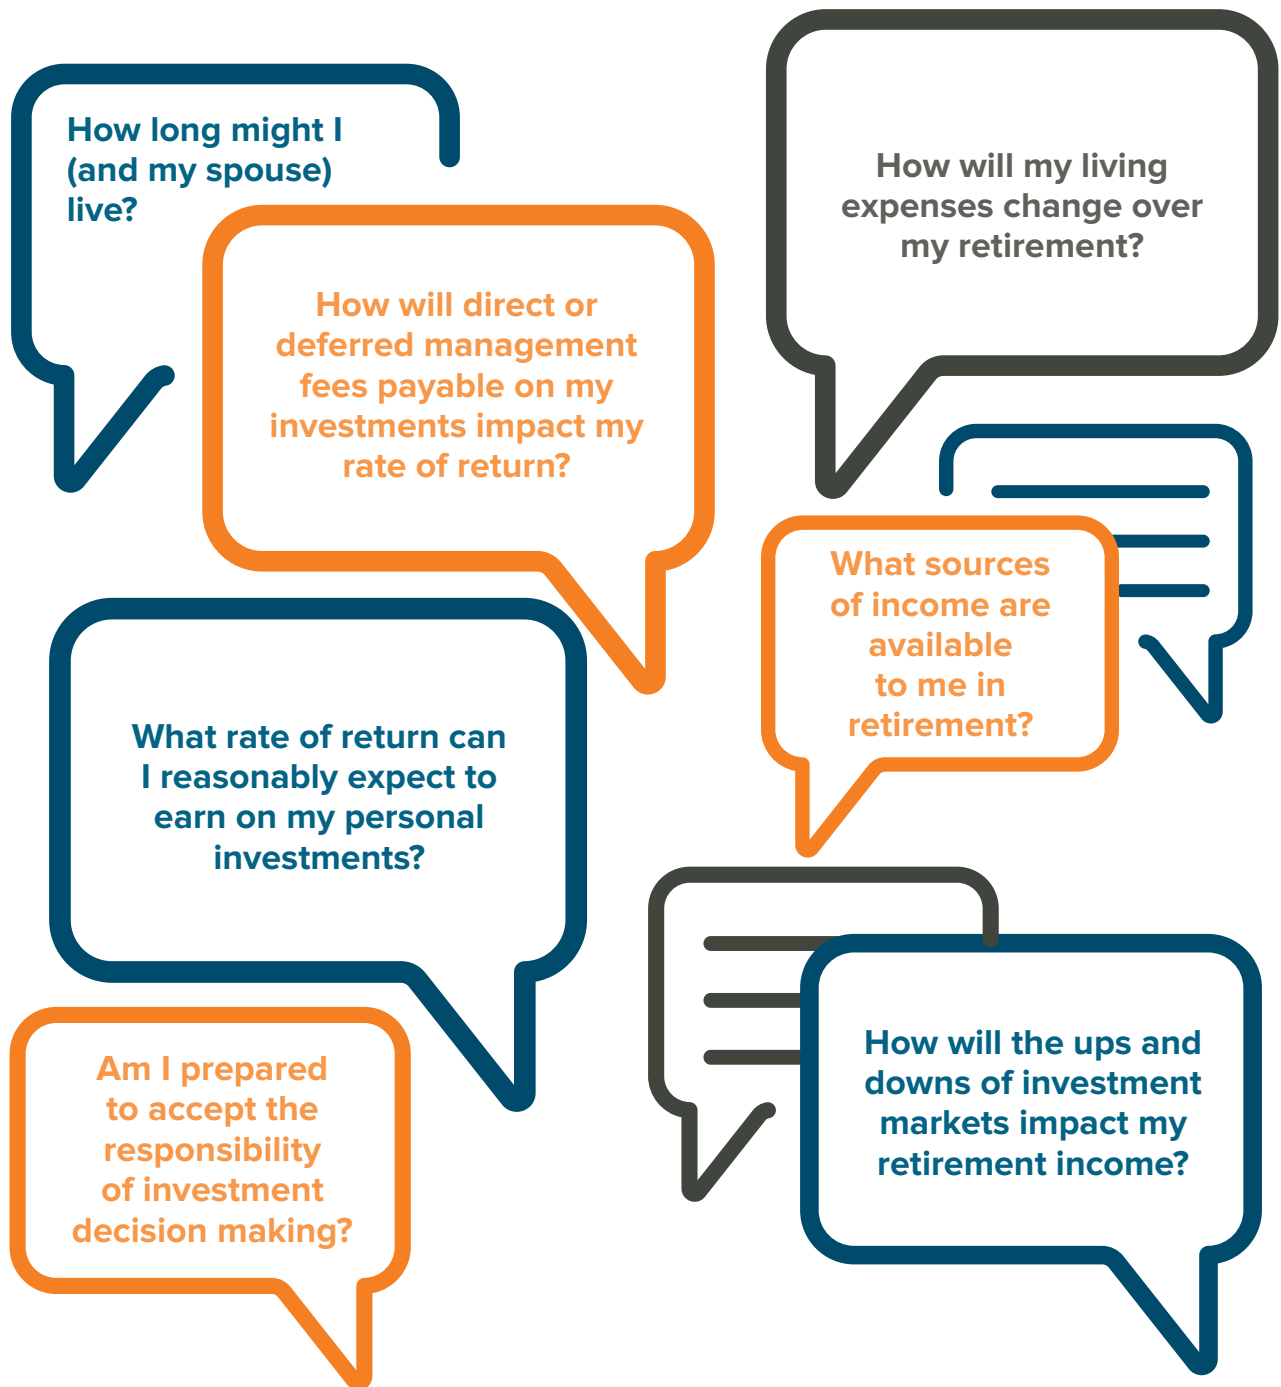 How long might I
(and my spouse)
live?
How will my living
expenses change over
my retirement?
How will direct or
deferred management
fees payable on my
investments impact my
rate of return?
What sources
of income are
available
to me in
retirement?
What rate of return can
I reasonably expect to
earn on my personal
investments?
How will the ups and
downs of investment
markets impact my
retirement income?
Am I prepared
to accept the
responsibility
of investment
decision making?